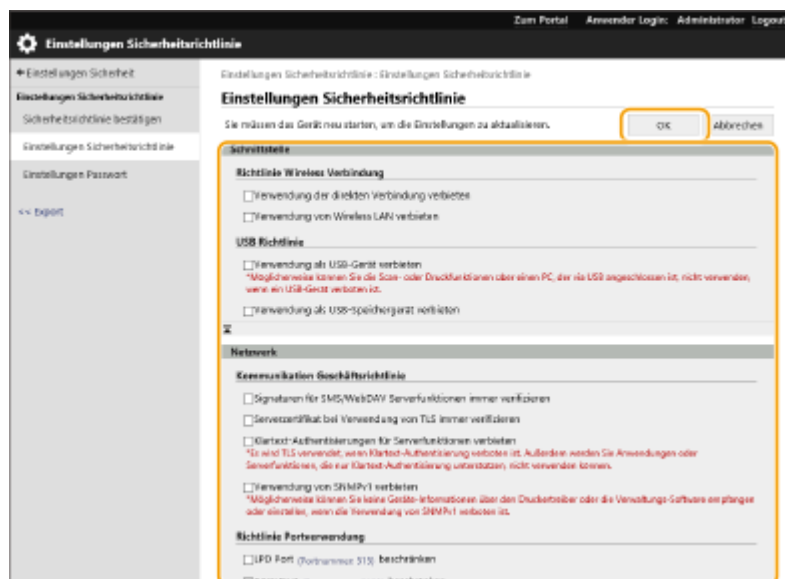 Zum Portal Anwender Login: Administrator Logout
Einstellungen Sicherheitsrichtlinie
Einstellungen Sicherheit
Einstellungen Sicherheitsrichtlinie
Sicherheitsrichtlinie bestätigen
Einstellungen Sicherheitsrichtlinie
Einstellungen Passwort
<< Export
Einstellungen Sicherheitsrichtlinie : Einstellungen Sicherheitsrichtlinie
Einstellungen Sicherheitsrichtlinie
Sie müssen das Gerät neu starten, um die Einstellungen zu aktualisieren.
OK Abbrechen
Schnittstelle
Richtlinie Wireless Verbindung
Verwendung der direkten Verbindung verbieten
Verwendung von Wireless LAN verbieten
USB Richtlinie
Verwendung als USB-Gerät verbieten
*Möglicherweise können Sie die Scan- oder Druckfunktionen über einen PC, der via USB angeschlossen ist, nicht verwenden,
wenn ein USB-Gerät verboten ist.
Verwendung als USB-Speichergerät verbieten
Netzwerk
Kommunikation Geschäftsrichtlinie
Signaturen für SMS/WebDAV Serverfunktionen immer verifizieren
Serverzertifikat bei Verwendung von TLS immer verifizieren
Klartext-Authentisierungen für Serverfunktionen verbieten
*Es wird TLS verwendet, wenn Klartext-Authentisierung verboten ist. Außerdem werden Sie Anwendungen oder
Serverfunktionen, die nur Klartext-Authentisierung unterstützen, nicht verwenden können.
Verwendung von SNMPv1 verbieten
*Möglicherweise können Sie keine Geräte-Informationen über den Druckertreiber oder die Verwaltungs-Software empfangen
oder einstellen, wenn die Verwendung von SNMPv1 verboten ist.
Richtlinie Portverwendung
LPD Port (Portnummer: 515) beschränken